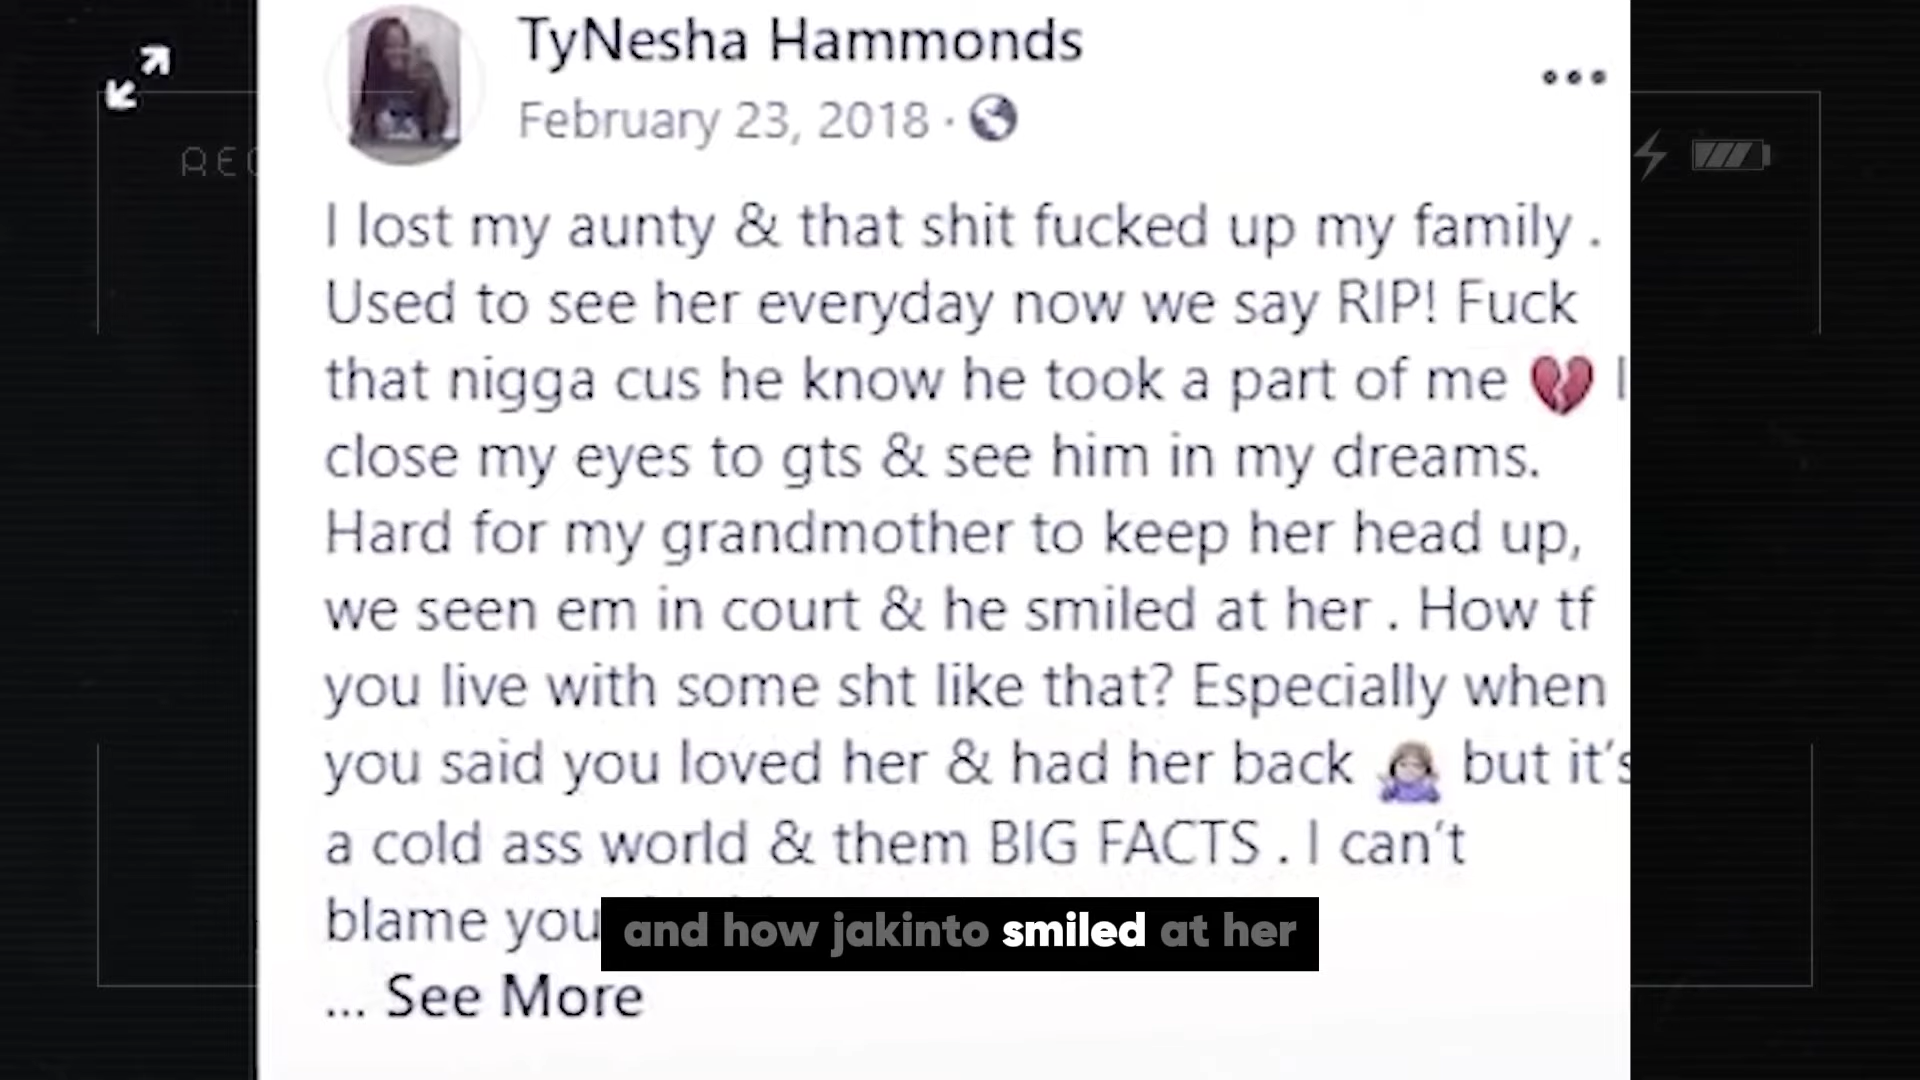 TyNesha Hammonds
February 23, 2018 ·
REC
I lost my aunty & that shit fucked up my family .
Used to see her everyday now we say RIP! Fuck
that nigga cus he know he took a part of me 💔 I
close my eyes to gts & see him in my dreams.
Hard for my grandmother to keep her head up,
we seen em in court & he smiled at her . How tf
you live with some sht like that? Especially when
you said you loved her & had her back 🤷 but it's
a cold ass world & them BIG FACTS . I can't
blame you
and how jakinto smiled at her
... See More